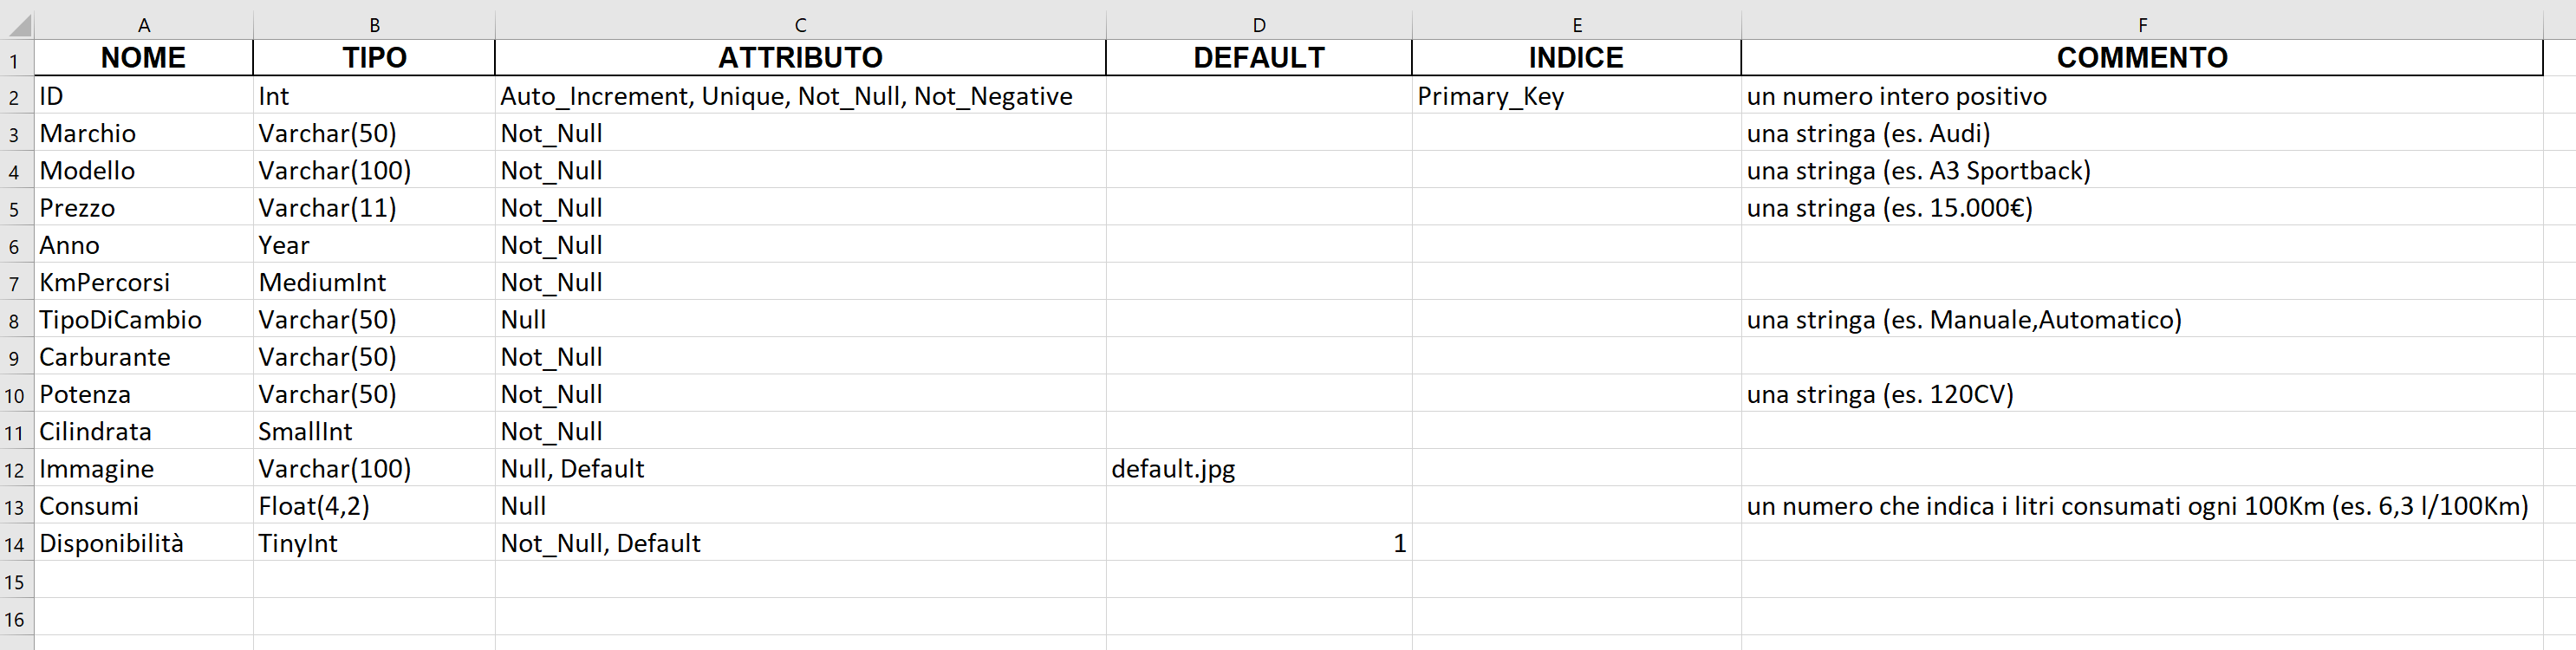 A B C D E F
1 NOME TIPO ATTRIBUTO DEFAULT INDICE COMMENTO
2 ID Int Auto_Increment, Unique, Not_Null, Not_Negative Primary_Key un numero intero positivo
3 Marchio Varchar(50) Not_Null una stringa (es. Audi)
4 Modello Varchar(100) Not_Null una stringa (es. A3 Sportback)
5 Prezzo Varchar(11) Not_Null una stringa (es. 15.000€)
6 Anno Year Not_Null
7 KmPercorsi MediumInt Not_Null
8 TipoDiCambio Varchar(50) Null una stringa (es. Manuale,Automatico)
9 Carburante Varchar(50) Not_Null
10 Potenza Varchar(50) Not_Null una stringa (es. 120CV)
11 Cilindrata SmallInt Not_Null
12 Immagine Varchar(100) Null, Default default.jpg
13 Consumi Float(4,2) Null un numero che indica i litri consumati ogni 100Km (es. 6,3 l/100Km)
14 Disponibilità TinyInt Not_Null, Default 1
15
16